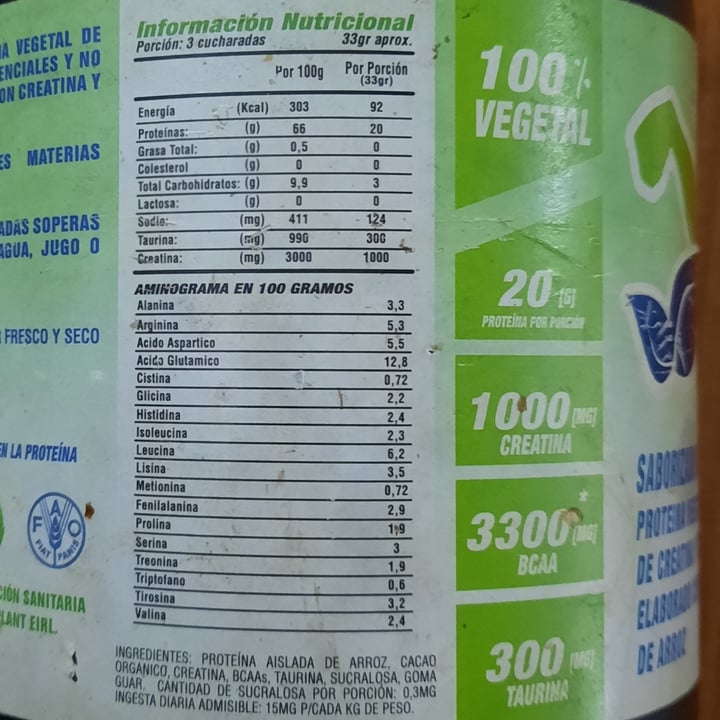 A VEGETAL DE
ENCIALES Y NO
ON CREATINA Y
ES MATERIAS
ADAS SOPERAS
AGUA, JUGO O
FRESCO Y SECO
EN LA PROTEÍNA
F A O
FIAT PANIS
CIÓN SANITARIA
LANT EIRL.
Información Nutricional
Porción: 3 cucharadas 33gr aprox.
Por 100g Por Porción
(33gr)
Energía (Kcal) 303 92
Proteínas: (g) 66 20
Grasa Total: (g) 0,5 0
Colesterol (g) 0 0
Total Carbohidratos: (g) 9,9 3
Lactosa: (g) 0 0
Sodio: (mg) 411 124
Taurina: (mg) 990 300
Creatina: (mg) 3000 1000
AMINOGRAMA EN 100 GRAMOS
Alanina 3,3
Arginina 5,3
Acido Aspartico 5,5
Acido Glutamico 12,8
Cistina 0,72
Glicina 2,2
Histidina 2,4
Isoleucina 2,3
Leucina 6,2
Lisina 3,5
Metionina 0,72
Fenilalanina 2,9
Prolina 1,9
Serina 3
Treonina 1,9
Triptofano 0,6
Tirosina 3,2
Valina 2,4
INGREDIENTES: PROTEÍNA AISLADA DE ARROZ, CACAO
ORGANICO, CREATINA, BCAAs, TAURINA, SUCRALOSA, GOMA
GUAR. CANTIDAD DE SUCRALOSA POR PORCIÓN: 0,3MG
INGESTA DIARIA ADMISIBLE: 15MG P/CADA KG DE PESO.
100%
VEGETAL
20 [G]
PROTEÍNA POR PORCIÓN
1000 [MG]
CREATINA
3300 [MG]*
BCAA
300 [MG]
TAURINA
PROTEINA
DE CREATINA
DE ARROZ